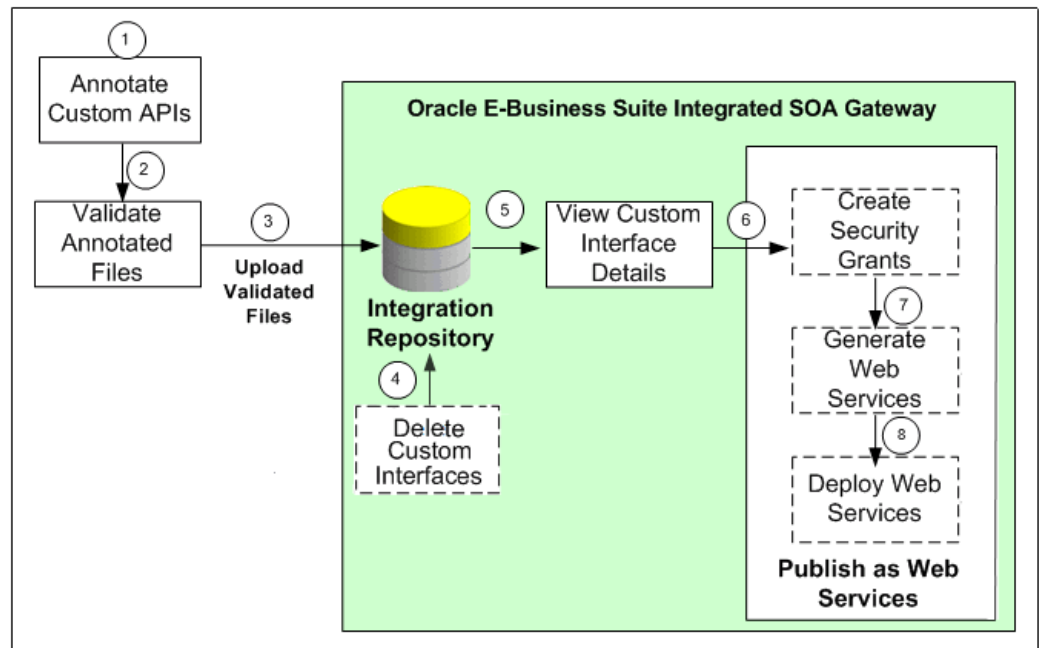 1
Annotate
Custom APIs
2
Validate
Annotated
Files
3
Upload
Validated
Files
Oracle E-Business Suite Integrated SOA Gateway
Integration
Repository
4
Delete
Custom
Interfaces
5
View Custom
Interface
Details
6
Create
Security
Grants
7
Generate
Web
Services
8
Deploy Web
Services
Publish as Web
Services